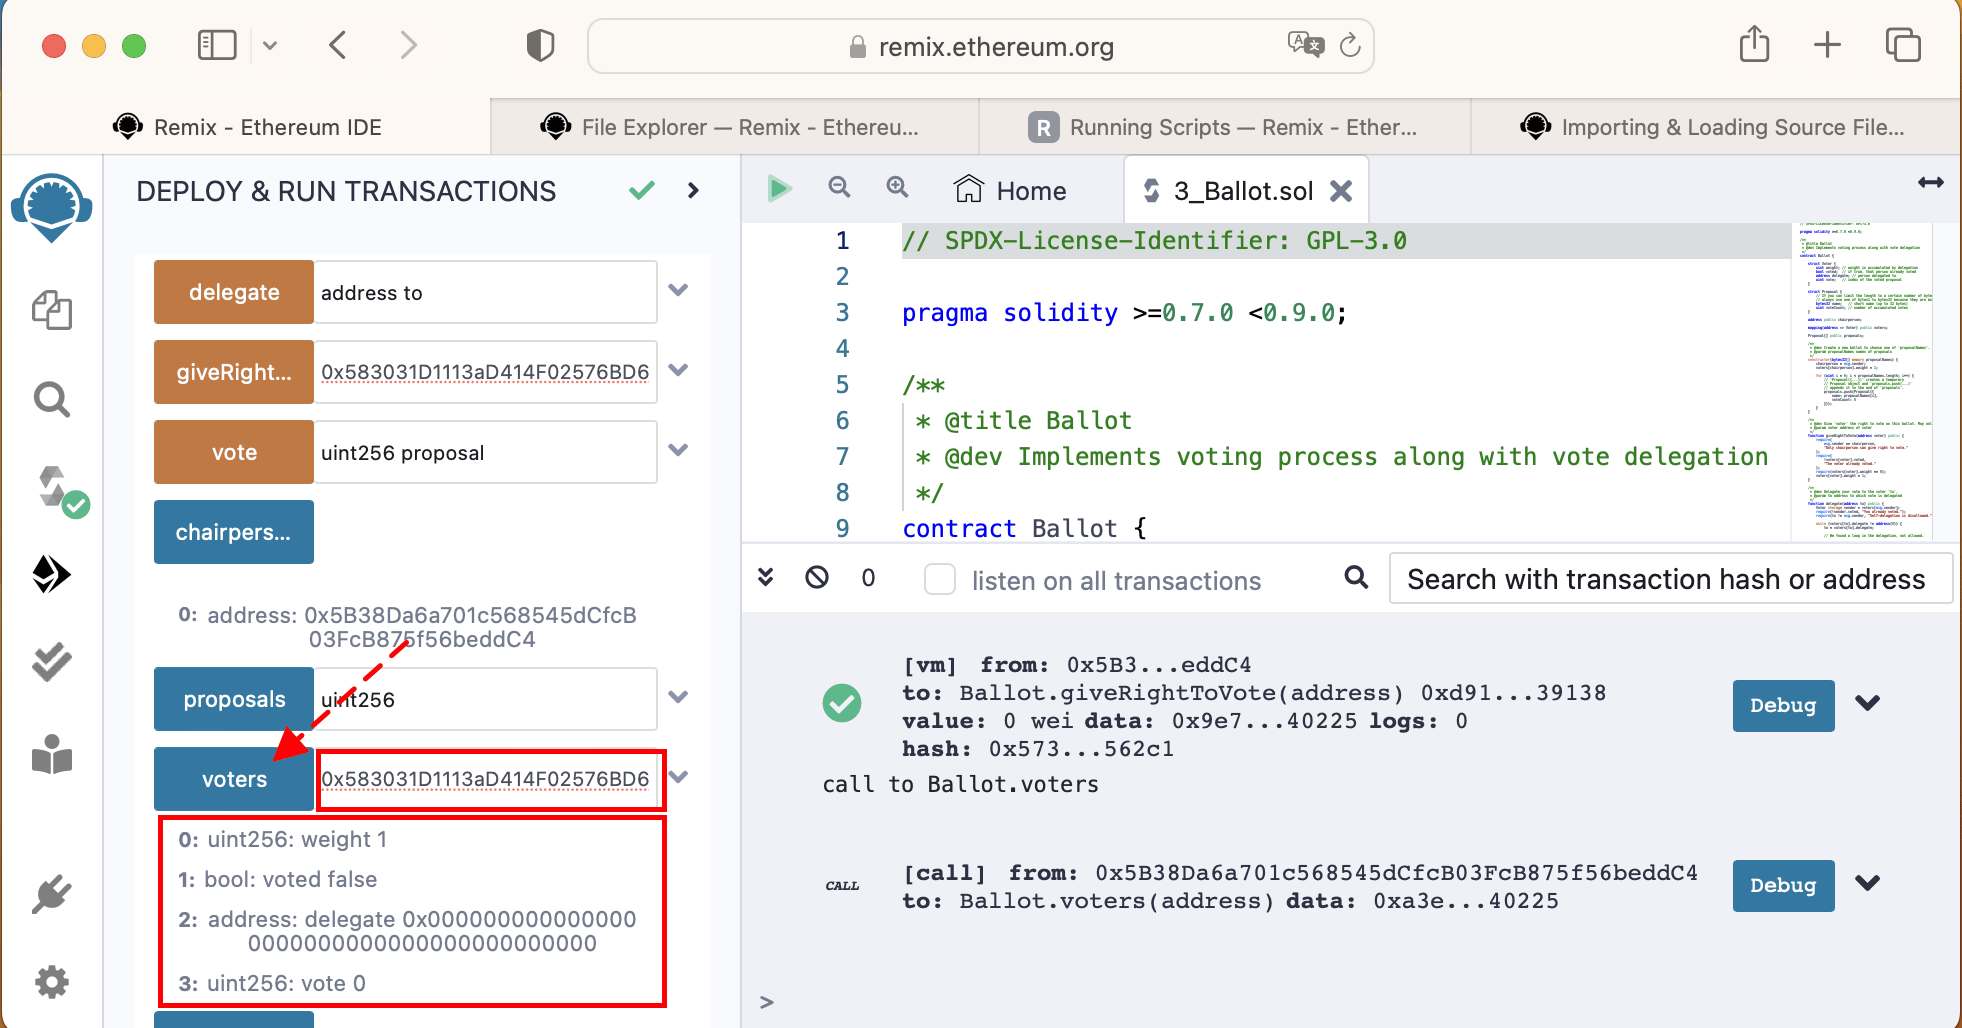 remix.ethereum.org
Remix - Ethereum IDE
File Explorer — Remix - Ethereu...
R
Running Scripts — Remix - Ether...
Importing & Loading Source File...
DEPLOY & RUN TRANSACTIONS
delegate
address to
giveRight...
0x583031D1113aD414F02576BD6
vote
uint256 proposal
chairpers...
0: address: 0x5B38Da6a701c568545dCfcB
03FcB875f56beddC4
proposals
uint256
voters
0x583031D1113aD414F02576BD6
0: uint256: weight 1
1: bool: voted false
2: address: delegate 0x000000000000000
0000000000000000000000000
3: uint256: vote 0
Home
3_Ballot.sol
1 // SPDX-License-Identifier: GPL-3.0
2
3 pragma solidity >=0.7.0 <0.9.0;
4
5 /**
6 * @title Ballot
7 * @dev Implements voting process along with vote delegation
8 */
9 contract Ballot {
0
listen on all transactions
Search with transaction hash or address
[vm] from: 0x5B3...eddC4
to: Ballot.giveRightToVote(address) 0xd91...39138
value: 0 wei data: 0x9e7...40225 logs: 0
hash: 0x573...562c1
Debug
call to Ballot.voters
CALL
[call] from: 0x5B38Da6a701c568545dCfcB03FcB875f56beddC4
to: Ballot.voters(address) data: 0xa3e...40225
Debug
>